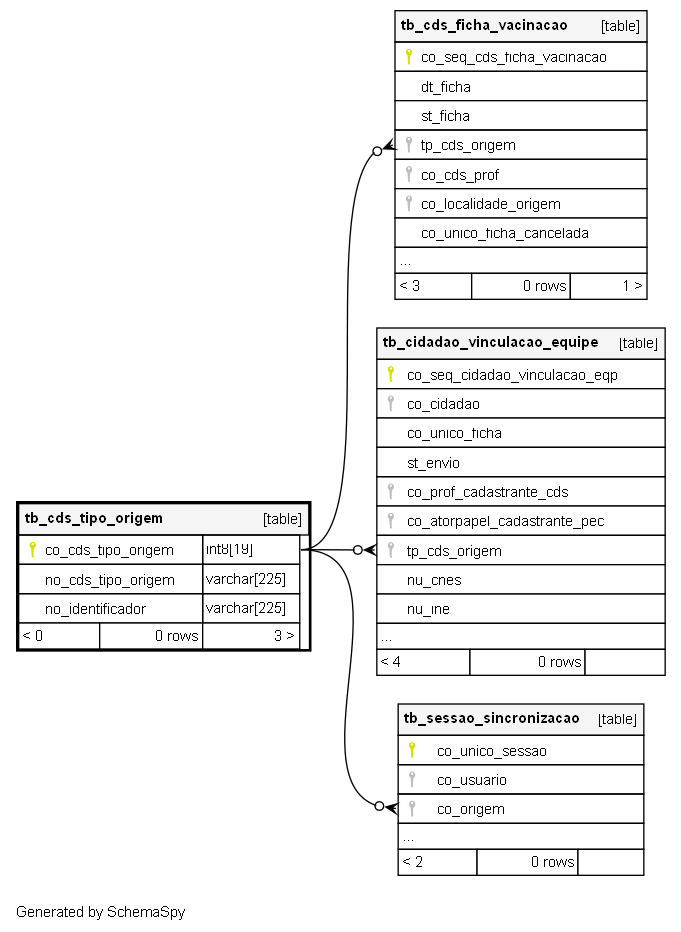 tb_cds_ficha_vacinacao [table]
co_seq_cds_ficha_vacinacao
dt_ficha
st_ficha
tp_cds_origem
co_cds_prof
co_localidade_origem
co_unico_ficha_cancelada
...
< 3 0 rows 1 >
tb_cidadao_vinculacao_equipe [table]
co_seq_cidadao_vinculacao_eqp
co_cidadao
co_unico_ficha
st_envio
co_prof_cadastrante_cds
co_atorpapel_cadastrante_pec
tp_cds_origem
nu_cnes
nu_ine
...
< 4 0 rows
tb_cds_tipo_origem [table]
co_cds_tipo_origem int8[19]
no_cds_tipo_origem varchar[225]
no_identificador varchar[225]
< 0 0 rows 3 >
tb_sessao_sincronizacao [table]
co_unico_sessao
co_usuario
co_origem
...
< 2 0 rows
Generated by SchemaSpy